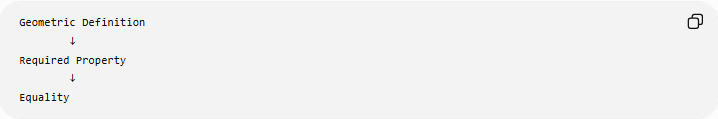 Geometric Definition
↓
Required Property
↓
Equality